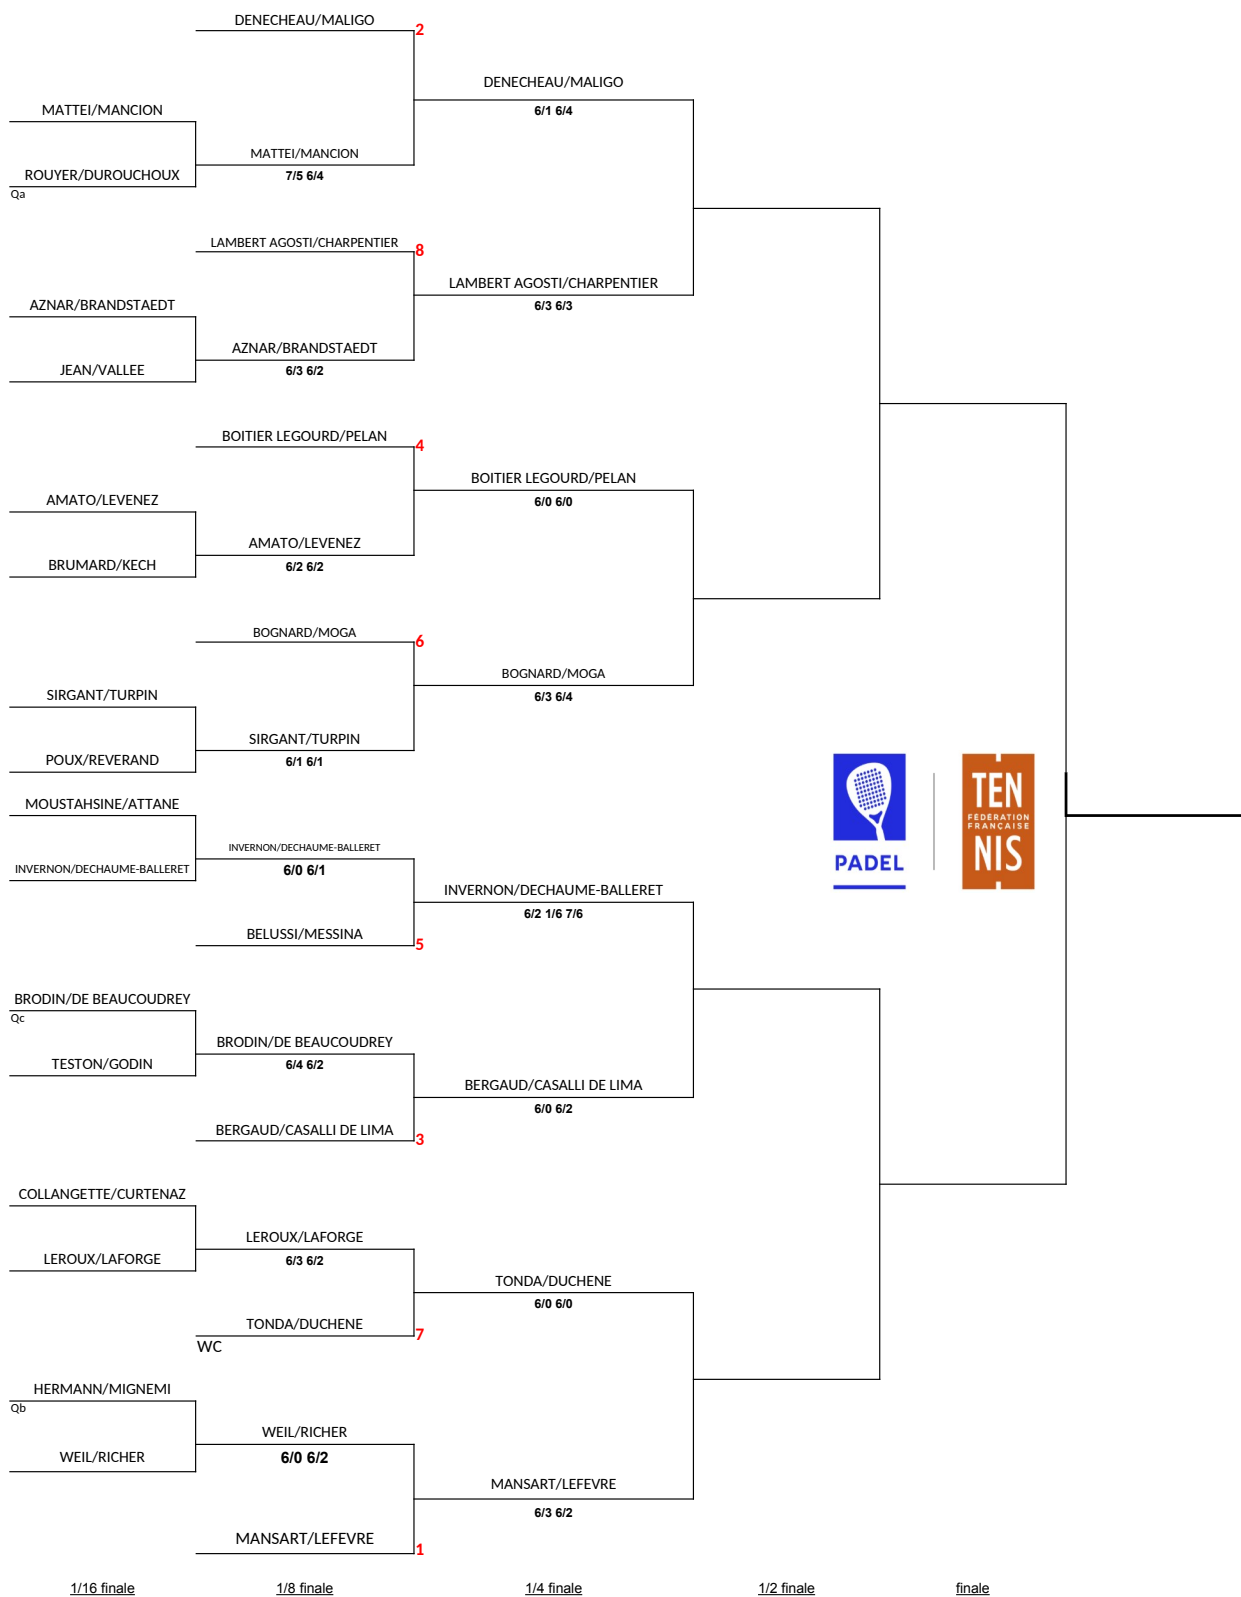 DENECHEAU/MALIGO
2
DENECHEAU/MALIGO
6/1 6/4
MATTEI/MANCION
MATTEI/MANCION
7/5 6/4
ROUYER/DUROUCHOUX
Qa
LAMBERT AGOSTI/CHARPENTIER
8
LAMBERT AGOSTI/CHARPENTIER
6/3 6/3
AZNAR/BRANDSTAEDT
AZNAR/BRANDSTAEDT
6/3 6/2
JEAN/VALLEE
BOITIER LEGOURD/PELAN
4
BOITIER LEGOURD/PELAN
6/0 6/0
AMATO/LEVENEZ
AMATO/LEVENEZ
6/2 6/2
BRUMARD/KECH
BOGNARD/MOGA
6
BOGNARD/MOGA
6/3 6/4
SIRGANT/TURPIN
SIRGANT/TURPIN
6/1 6/1
POUX/REVERAND
MOUSTAHSINE/ATTANE
INVERNON/DECHAUME-BALLERET
6/0 6/1
INVERNON/DECHAUME-BALLERET
INVERNON/DECHAUME-BALLERET
6/2 1/6 7/6
BELUSSI/MESSINA
5
PADEL
TEN
FÉDÉRATION
FRANÇAISE
NIS
BRODIN/DE BEAUCOUDREY
Qc
BRODIN/DE BEAUCOUDREY
6/4 6/2
TESTON/GODIN
BERGAUD/CASALLI DE LIMA
6/0 6/2
BERGAUD/CASALLI DE LIMA
3
COLLANGETTE/CURTENAZ
LEROUX/LAFORGE
6/3 6/2
LEROUX/LAFORGE
TONDA/DUCHENE
6/0 6/0
TONDA/DUCHENE
7
WC
HERMANN/MIGNEMI
Qb
WEIL/RICHER
6/0 6/2
WEIL/RICHER
MANSART/LEFEVRE
6/3 6/2
MANSART/LEFEVRE
1
1/16 finale
1/8 finale
1/4 finale
1/2 finale
finale